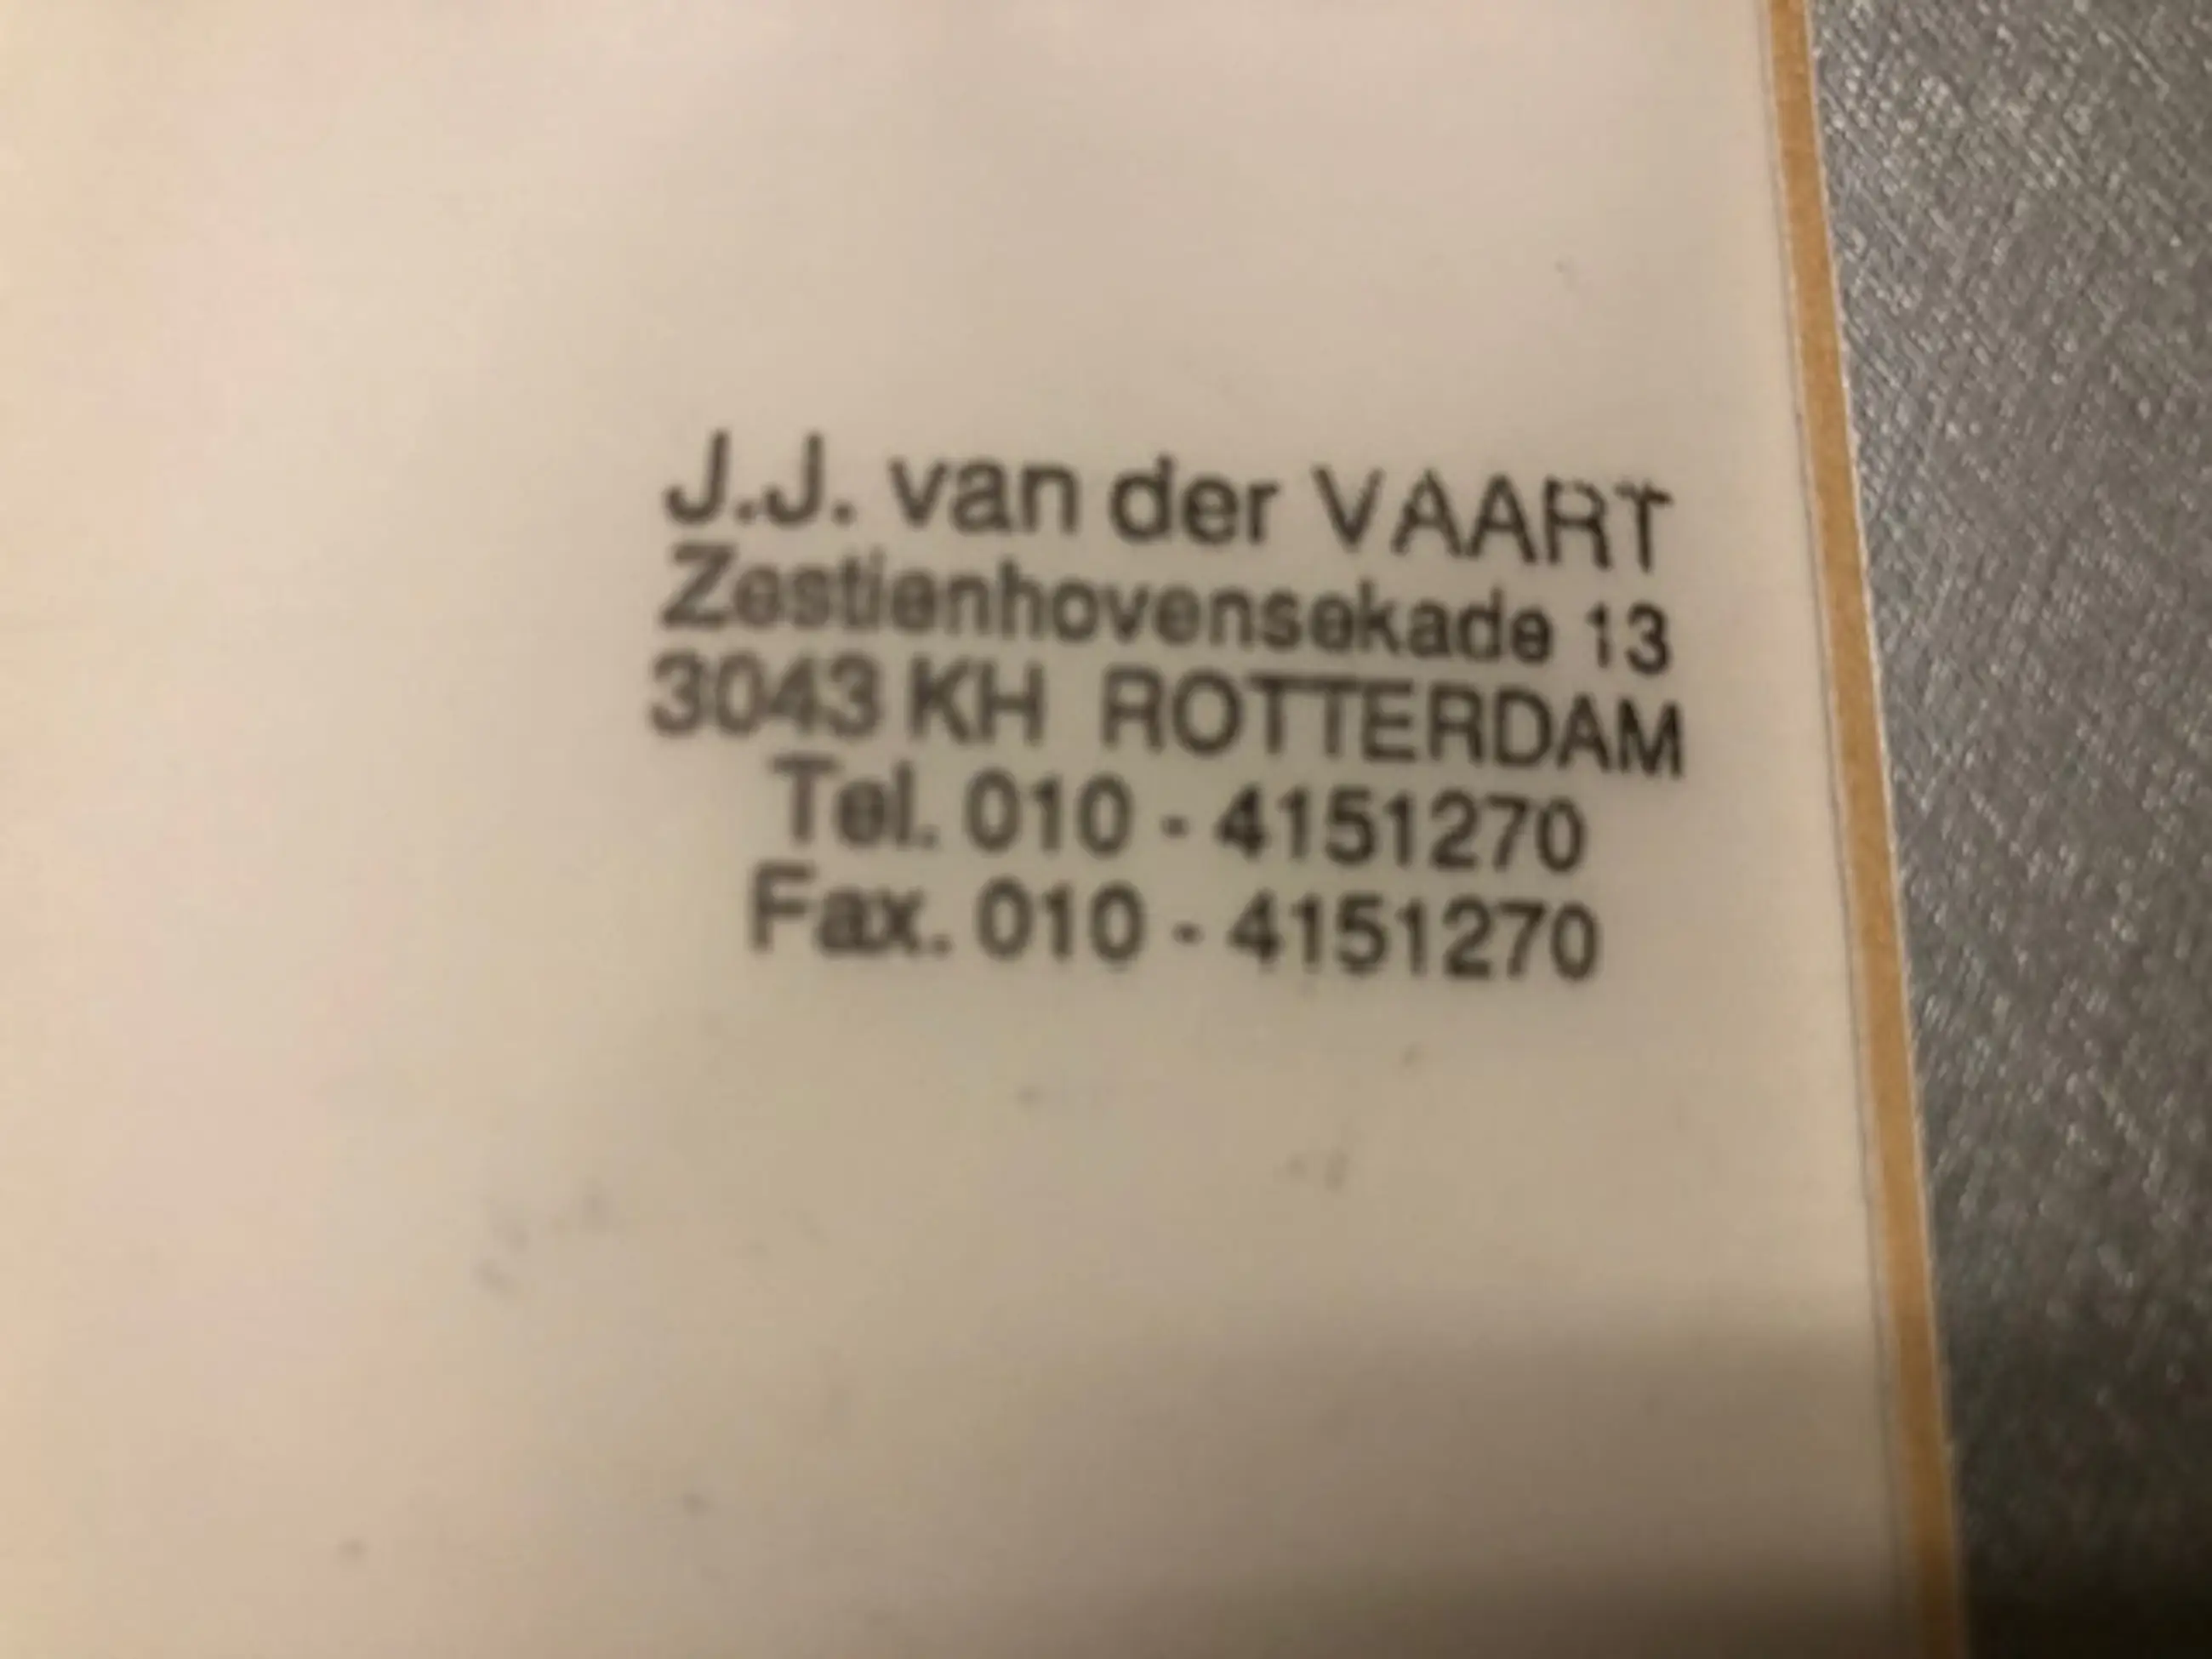 J.J. van der VAART
Zestienhovensekade 13
3043 KH ROTTERDAM
Tel. 010 - 4151270
Fax. 010 - 4151270